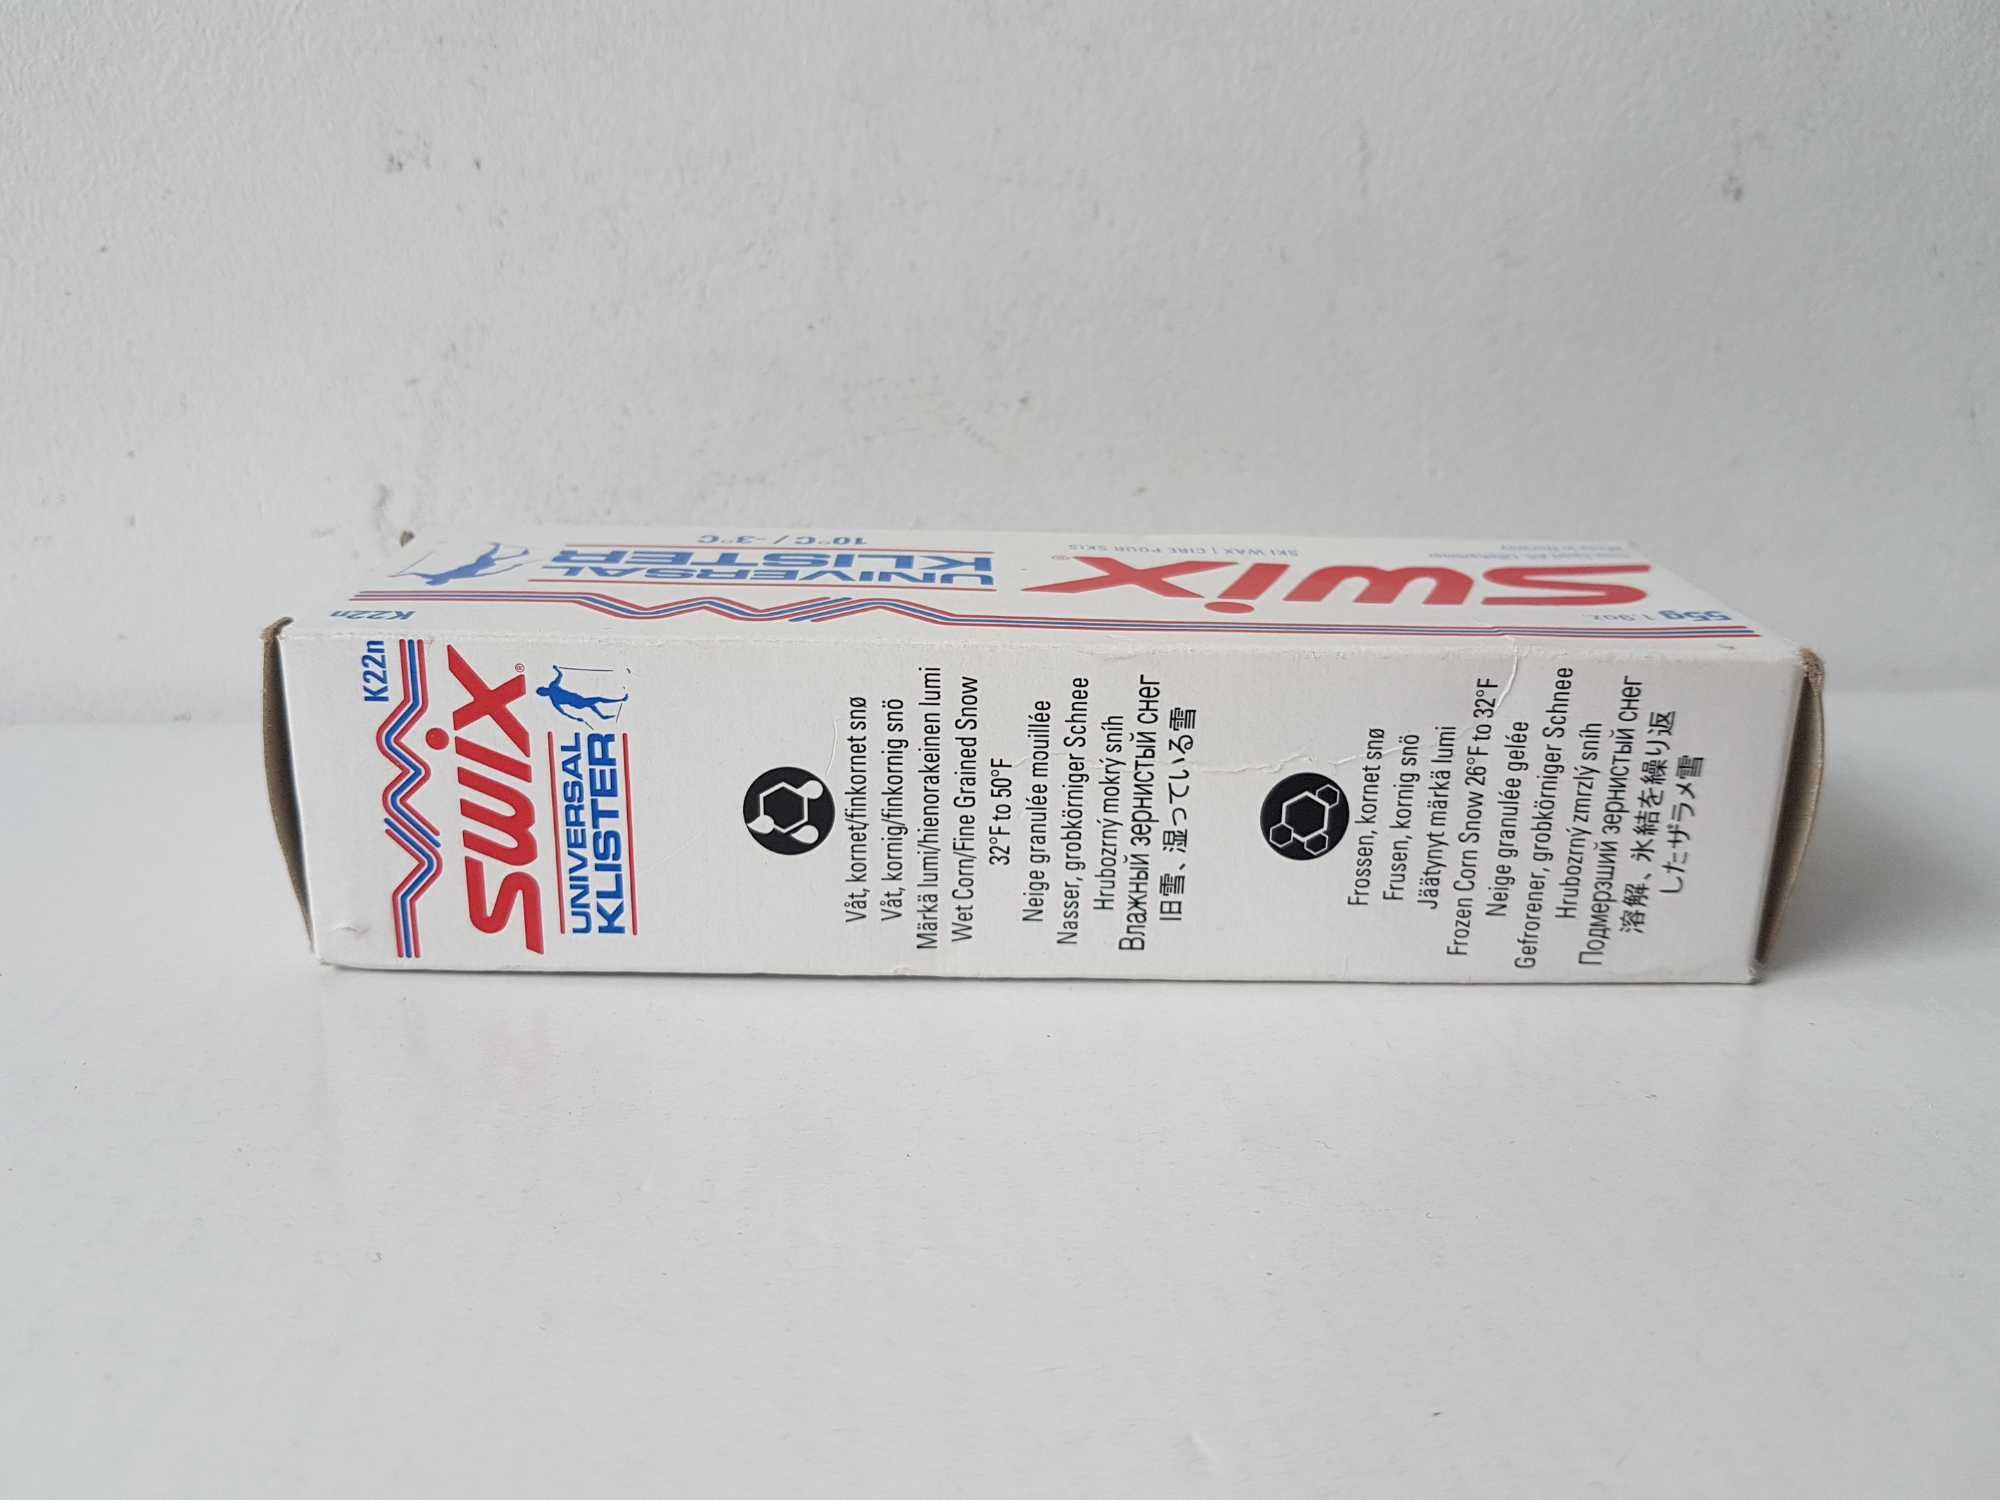 K22n
swix®
UNIVERSAL
KLISTER
Våt, kornet/finkornet snø
Våt, kornig/finkornig snö
Märkä lumi/hienorakeinen lumi
Wet Corn/Fine Grained Snow
32°F to 50°F
Neige granulée mouillée
Nasser, grobkörniger Schnee
Hrubozrný mokrý sníh
Влажный зернистый снег
旧雪、湿っている雪
Frossen, kornet snø
Frusen, kornig snö
Jäätynyt märkä lumi
Frozen Corn Snow 26°F to 32°F
Neige granulée gelée
Gefrorener, grobkörniger Schnee
Hrubozrný zmrzlý sníh
Подмерзший зернистый снег
溶解、氷結を繰り返
したザラメ雪
K22n
UNIVERSAL
KLISTER
10°C / -3°C
swix®
SKI WAX | CIRE POUR SKIS
55g 1.9oz.
Made in Norway